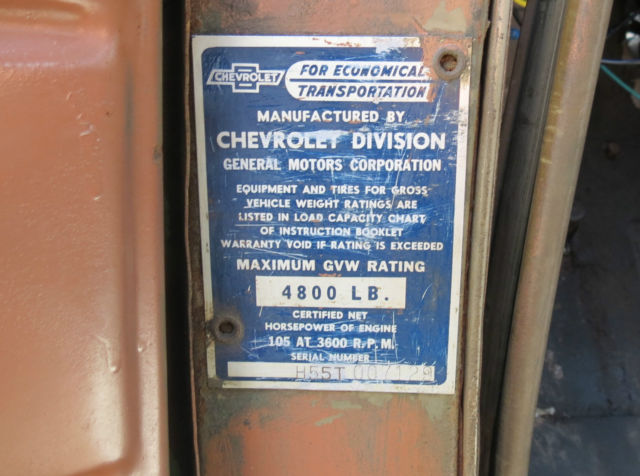 CHEVROLET
FOR ECONOMICAL
TRANSPORTATION
MANUFACTURED BY
CHEVROLET DIVISION
GENERAL MOTORS CORPORATION
EQUIPMENT AND TIRES FOR GROSS
VEHICLE WEIGHT RATINGS ARE
LISTED IN LOAD CAPACITY CHART
OF INSTRUCTION BOOKLET
WARRANTY VOID IF RATING IS EXCEEDED
MAXIMUM GVW RATING
4800 LB.
CERTIFIED NET
HORSEPOWER OF ENGINE
105 AT 3600 R.P.M.
SERIAL NUMBER
H55T007129